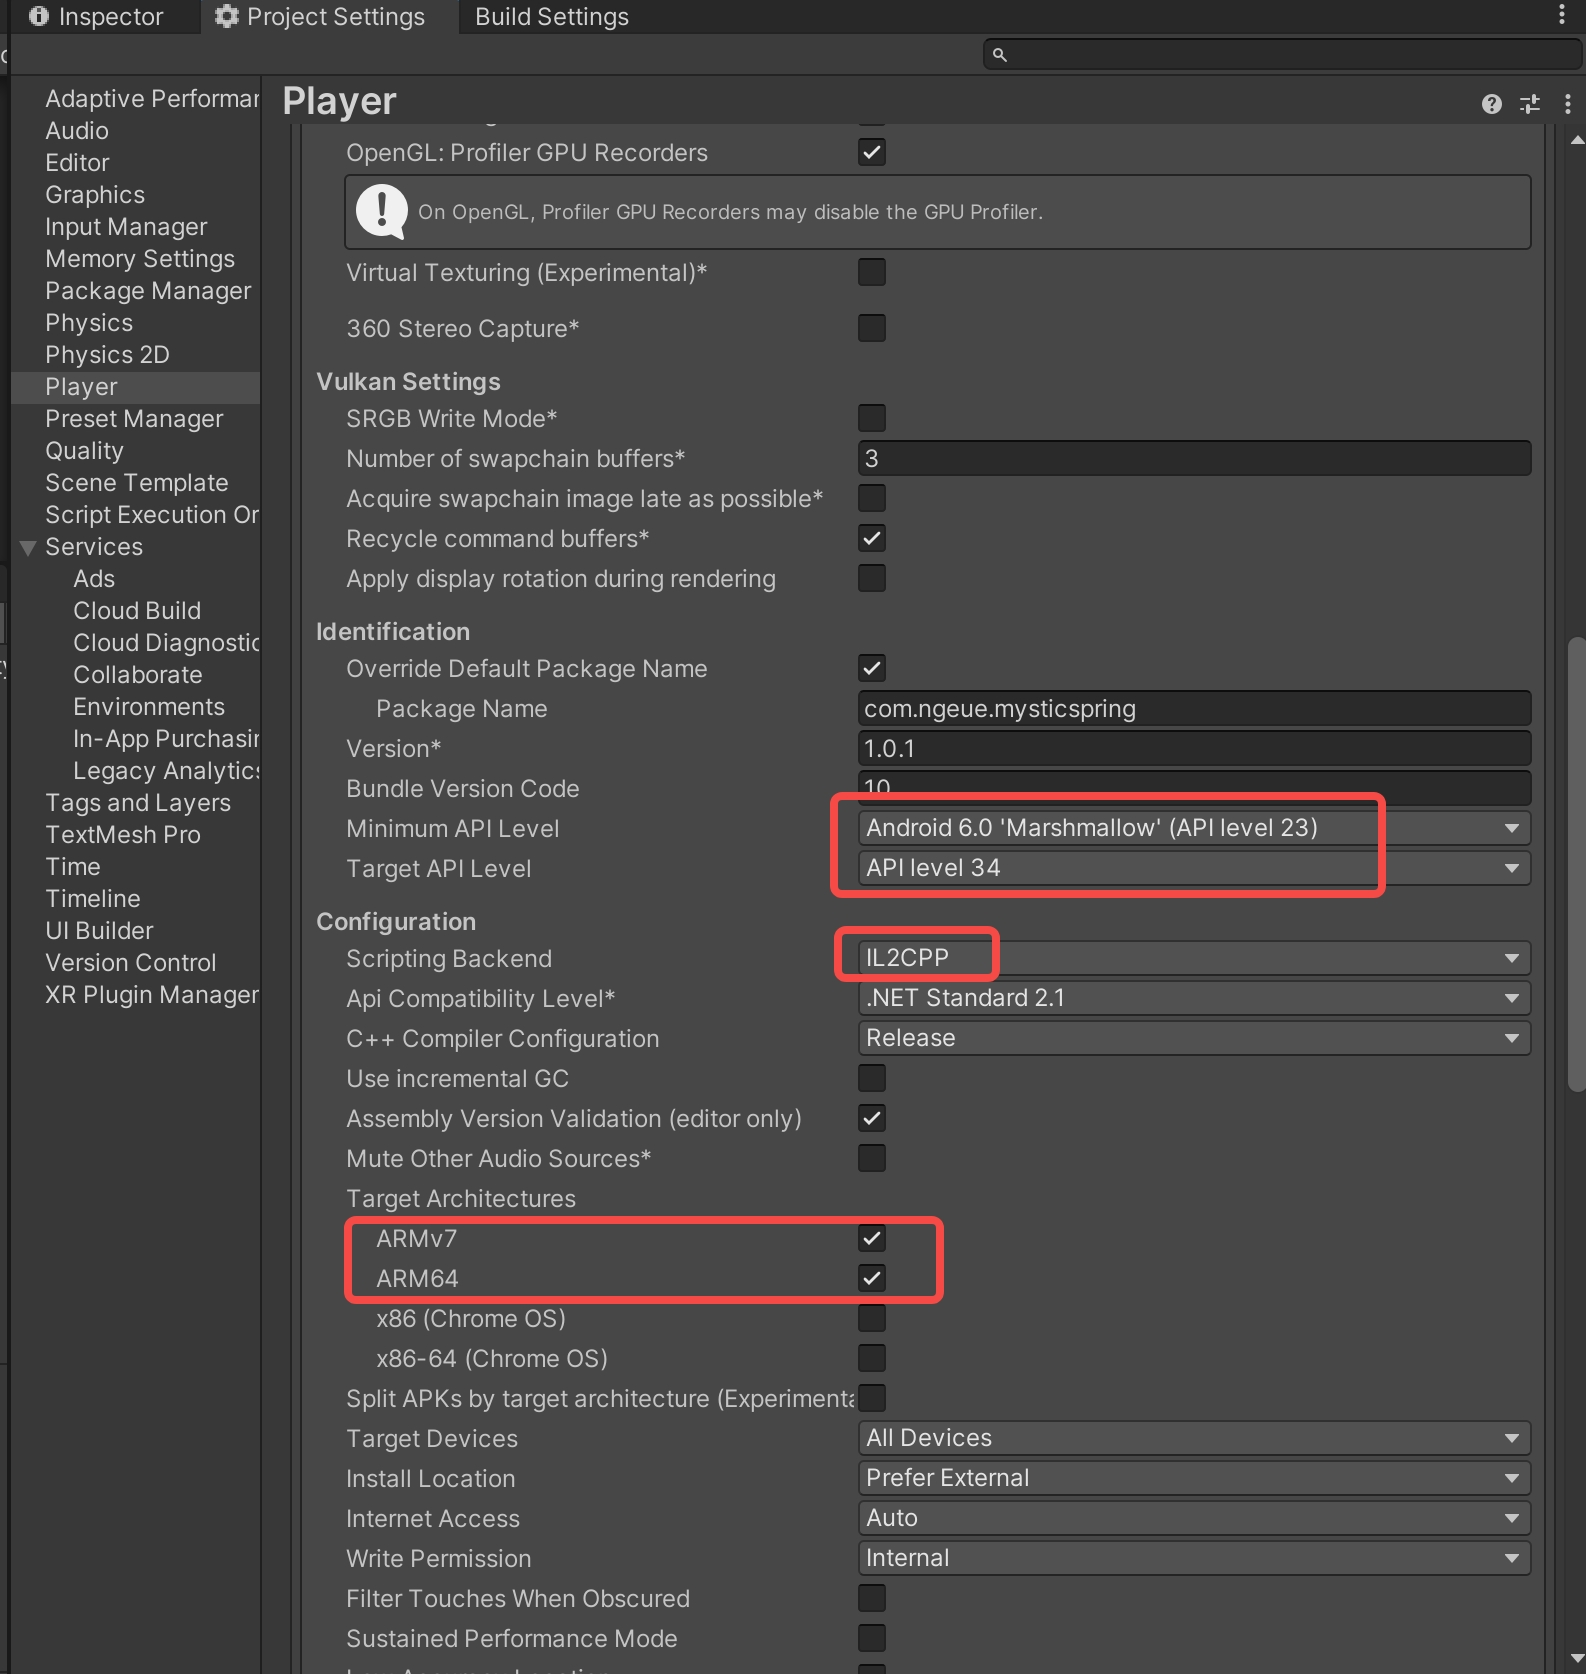 Inspector
Project Settings
Build Settings
Adaptive Performan
Audio
Editor
Graphics
Input Manager
Memory Settings
Package Manager
Physics
Physics 2D
Player
Preset Manager
Quality
Scene Template
Script Execution Or
Services
Ads
Cloud Build
Cloud Diagnostic
Collaborate
Environments
In-App Purchasin
Legacy Analytics
Tags and Layers
TextMesh Pro
Time
Timeline
UI Builder
Version Control
XR Plugin Manager
Player
OpenGL: Profiler GPU Recorders
On OpenGL, Profiler GPU Recorders may disable the GPU Profiler.
Virtual Texturing (Experimental)*
360 Stereo Capture*
Vulkan Settings
SRGB Write Mode*
Number of swapchain buffers* 3
Acquire swapchain image late as possible*
Recycle command buffers*
Apply display rotation during rendering
Identification
Override Default Package Name
Package Name com.ngeue.mysticspring
Version* 1.0.1
Bundle Version Code 10
Minimum API Level Android 6.0 'Marshmallow' (API level 23)
Target API Level API level 34
Configuration
Scripting Backend IL2CPP
Api Compatibility Level* .NET Standard 2.1
C++ Compiler Configuration Release
Use incremental GC
Assembly Version Validation (editor only)
Mute Other Audio Sources*
Target Architectures
ARMv7
ARM64
x86 (Chrome OS)
x86-64 (Chrome OS)
Split APKs by target architecture (Experimenta
Target Devices All Devices
Install Location Prefer External
Internet Access Auto
Write Permission Internal
Filter Touches When Obscured
Sustained Performance Mode